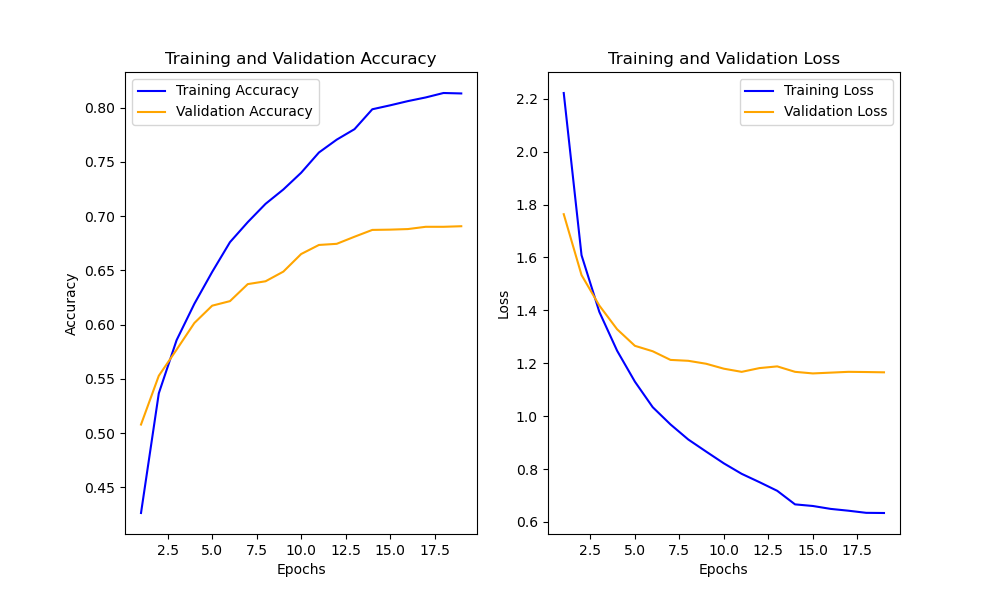 Training and Validation Accuracy
Training Accuracy
Validation Accuracy
0.80
0.75
0.70
0.65
0.60
0.55
0.50
0.45
Accuracy
2.5 5.0 7.5 10.0 12.5 15.0 17.5
Epochs
Training and Validation Loss
Training Loss
Validation Loss
2.2
2.0
1.8
1.6
1.4
1.2
1.0
0.8
0.6
Loss
2.5 5.0 7.5 10.0 12.5 15.0 17.5
Epochs